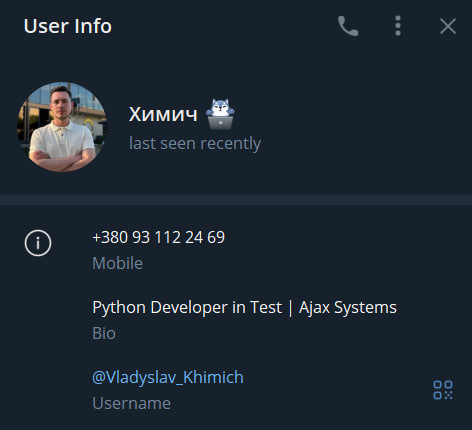 User Info
Химич
last seen recently
+380 93 112 24 69
Mobile
Python Developer in Test | Ajax Systems
Bio
@Vladyslav_Khimich
Username